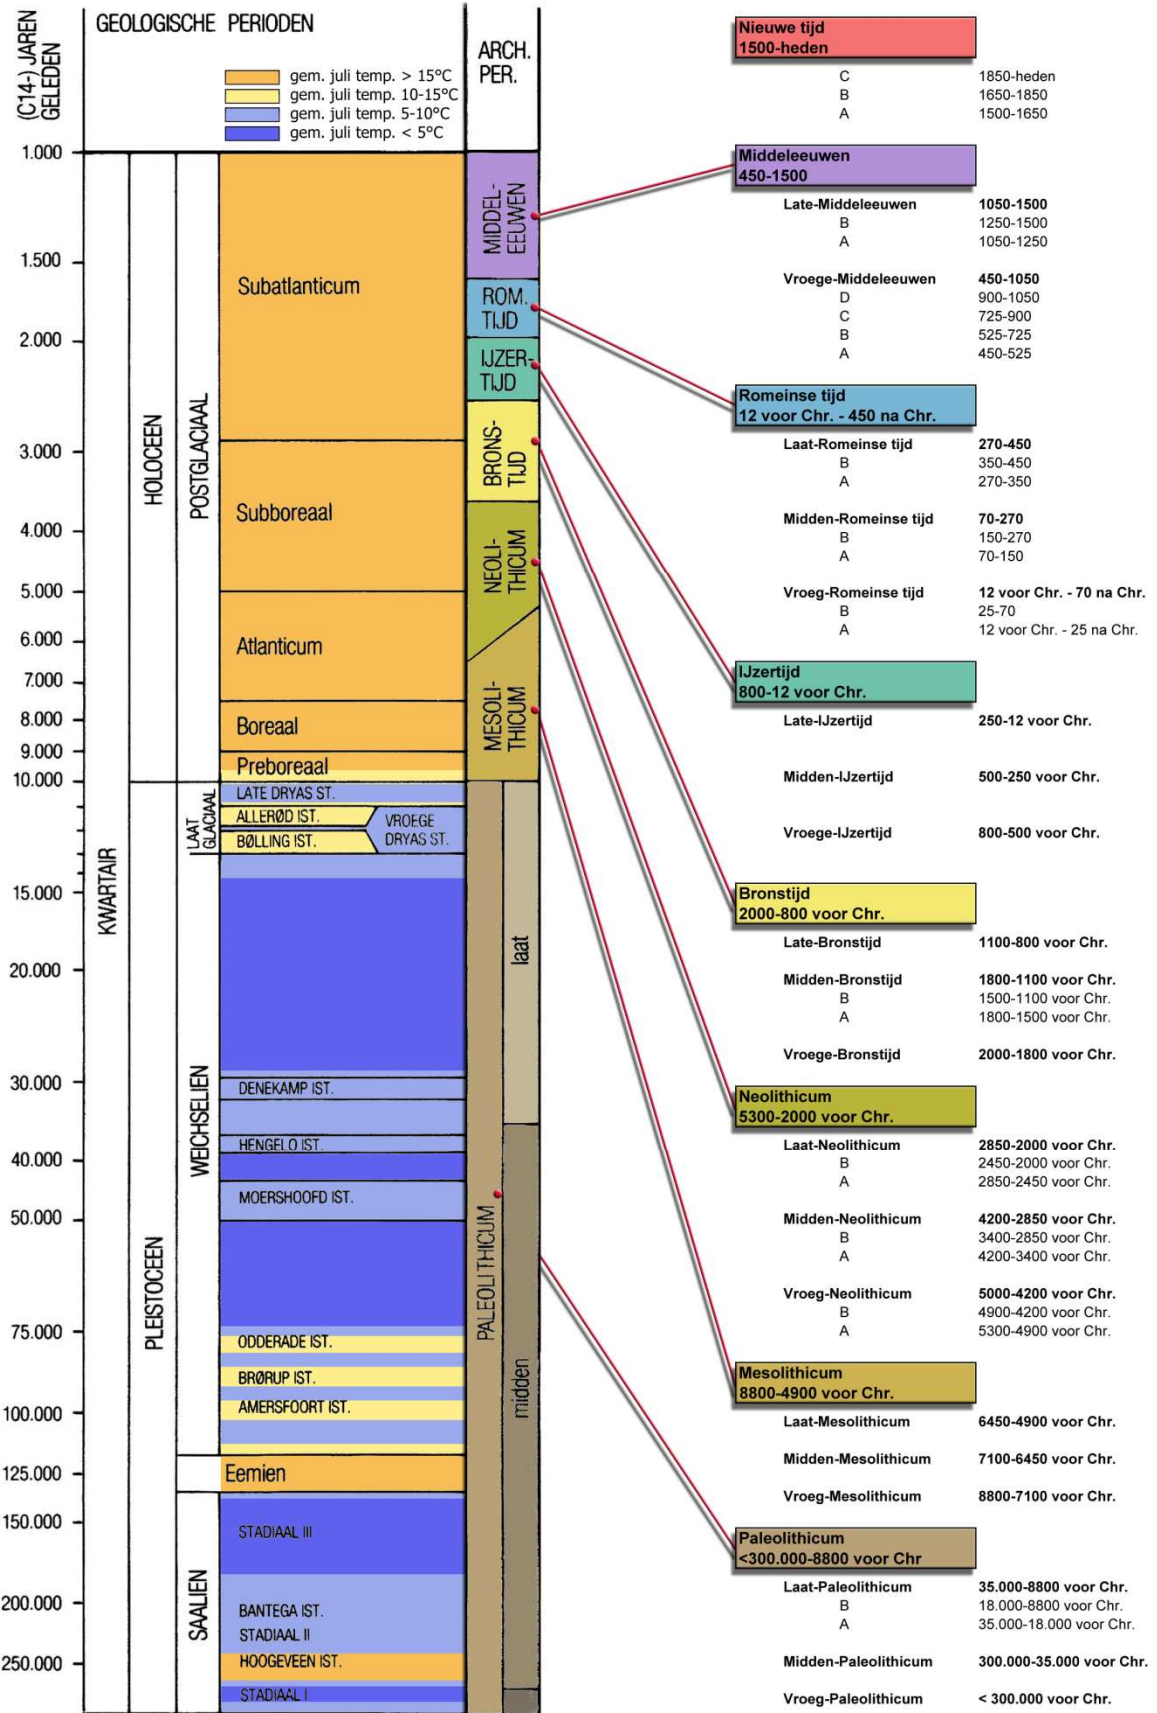 (C14-) JAREN
GELEDEN
GEOLOGISCHE PERIODEN
gem. juli temp. > 15°C
gem. juli temp. 10-15°C
gem. juli temp. 5-10°C
gem. juli temp. < 5°C
ARCH.
PER.
1.000
1.500
2.000
3.000
4.000
5.000
6.000
7.000
8.000
9.000
10.000
15.000
20.000
30.000
40.000
50.000
75.000
100.000
125.000
150.000
200.000
250.000
KWARTAIR
HOLOCEEN
PLEISTOCEEN
POSTGLACIAAL
LAAT
GLACIAAL
WEICHSELIEN
SAALIEN
Subatlanticum
Subboreaal
Atlanticum
Boreaal
Preboreaal
LATE DRYAS ST.
ALLERØD IST.
VROEGE
DRYAS ST.
BØLLING IST.
DENEKAMP IST.
HENGELO IST.
MOERSHOOFD IST.
ODDERADE IST.
BRØRUP IST.
AMERSFOORT IST.
Eemien
STADIAAL III
BANTEGA IST.
STADIAAL II
HOOGEVEEN IST.
STADIAAL I
MIDDEL-
EEUWEN
ROM.
TIJD
IJZER-
TIJD
BRONS-
TIJD
NEOLI-
THICUM
MESOLI-
THICUM
PALEOLITHICUM
laat
midden
Nieuwe tijd
1500-heden
C 1850-heden
B 1650-1850
A 1500-1650
Middeleeuwen
450-1500
Late-Middeleeuwen 1050-1500
B 1250-1500
A 1050-1250
Vroege-Middeleeuwen 450-1050
D 900-1050
C 725-900
B 525-725
A 450-525
Romeinse tijd
12 voor Chr. - 450 na Chr.
Laat-Romeinse tijd 270-450
B 350-450
A 270-350
Midden-Romeinse tijd 70-270
B 150-270
A 70-150
Vroeg-Romeinse tijd 12 voor Chr. - 70 na Chr.
B 25-70
A 12 voor Chr. - 25 na Chr.
IJzertijd
800-12 voor Chr.
Late-IJzertijd 250-12 voor Chr.
Midden-IJzertijd 500-250 voor Chr.
Vroege-IJzertijd 800-500 voor Chr.
Bronstijd
2000-800 voor Chr.
Late-Bronstijd 1100-800 voor Chr.
Midden-Bronstijd 1800-1100 voor Chr.
B 1500-1100 voor Chr.
A 1800-1500 voor Chr.
Vroege-Bronstijd 2000-1800 voor Chr.
Neolithicum
5300-2000 voor Chr.
Laat-Neolithicum 2850-2000 voor Chr.
B 2450-2000 voor Chr.
A 2850-2450 voor Chr.
Midden-Neolithicum 4200-2850 voor Chr.
B 3400-2850 voor Chr.
A 4200-3400 voor Chr.
Vroeg-Neolithicum 5000-4200 voor Chr.
B 4900-4200 voor Chr.
A 5300-4900 voor Chr.
Mesolithicum
8800-4900 voor Chr.
Laat-Mesolithicum 6450-4900 voor Chr.
Midden-Mesolithicum 7100-6450 voor Chr.
Vroeg-Mesolithicum 8800-7100 voor Chr.
Paleolithicum
<300.000-8800 voor Chr
Laat-Paleolithicum 35.000-8800 voor Chr.
B 18.000-8800 voor Chr.
A 35.000-18.000 voor Chr.
Midden-Paleolithicum 300.000-35.000 voor Chr.
Vroeg-Paleolithicum < 300.000 voor Chr.